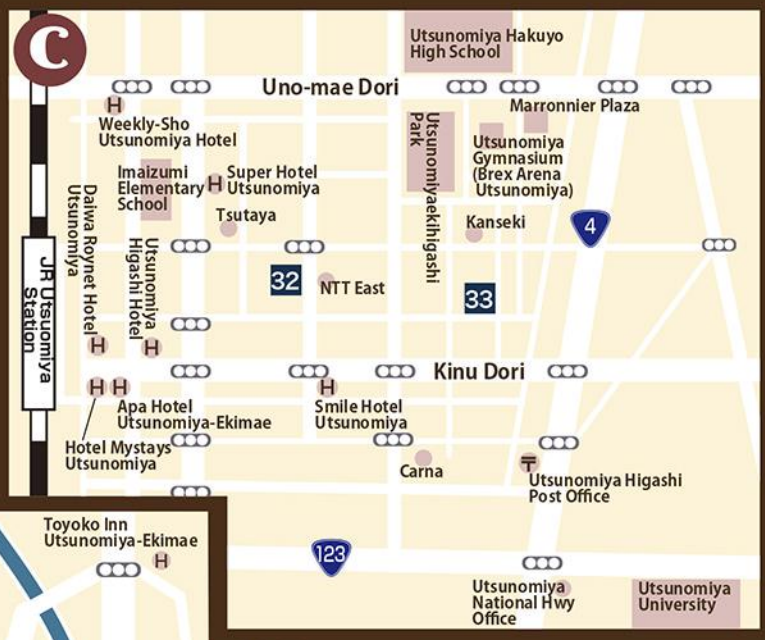 C
Utsunomiya Hakuyo
High School
Uno-mae Dori
H
Weekly-Sho
Utsunomiya Hotel
Marronnier Plaza
Utsunomiyaekihigashi
Park
Utsunomiya
Gymnasium
(Brex Arena
Utsunomiya)
Imaizumi
Elementary
School
H
Super Hotel
Utsunomiya
Tsutaya
Kanseki
4
Daiwa Roynet Hotel
Utsunomiya
Utsunomiya
Higashi Hotel
JR Utsunomiya
Station
32
NTT East
33
H
H
Kinu Dori
H
H
H
Apa Hotel
Utsunomiya-Ekimae
Smile Hotel
Utsunomiya
Hotel Mystays
Utsunomiya
Carna
〒
Utsunomiya Higashi
Post Office
Toyoko Inn
Utsunomiya-Ekimae
H
123
Utsunomiya
National Hwy
Office
Utsunomiya
University